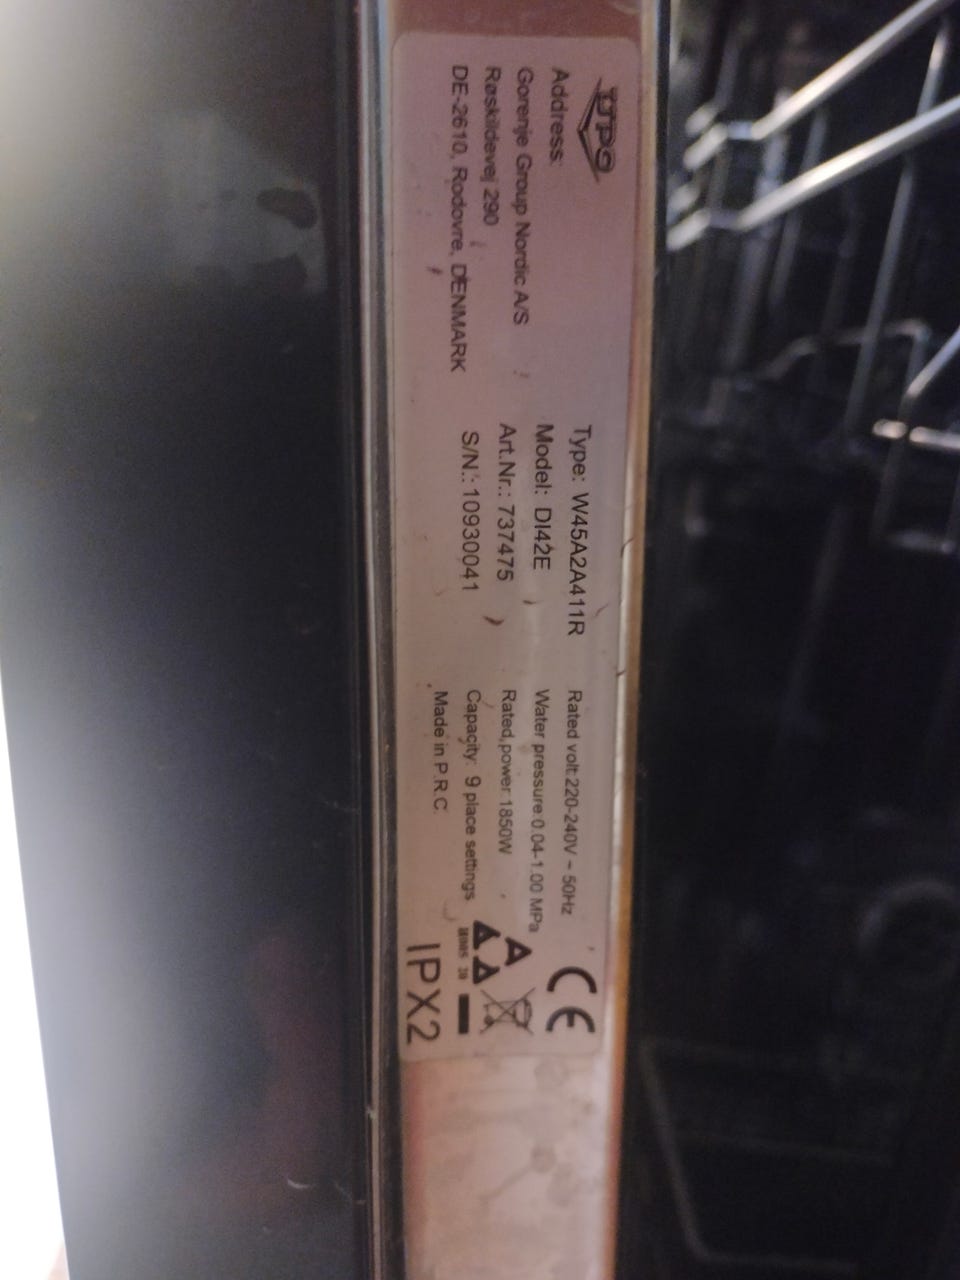 UPO
Address:
Gorenje Group Nordic A/S
Roskildevej 290
DE-2610, Rodovre, DENMARK
Type: W45A2A411R
Model: DI42E
Art.Nr.: 737475
S/N.: 10930041
Rated volt:220-240V ~ 50Hz
Water pressure:0.04-1.00 MPa
Rated power:1850W
Capacity: 9 place settings
Made in P.R.C.
CE
A
A A
IPX2